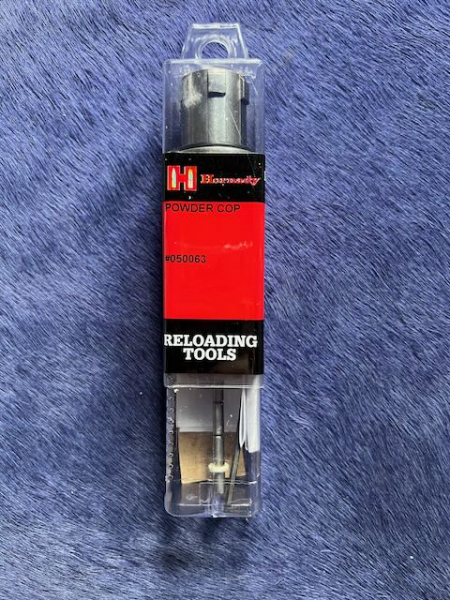 H Hornady
POWDER COP
#050063
RELOADING
TOOLS